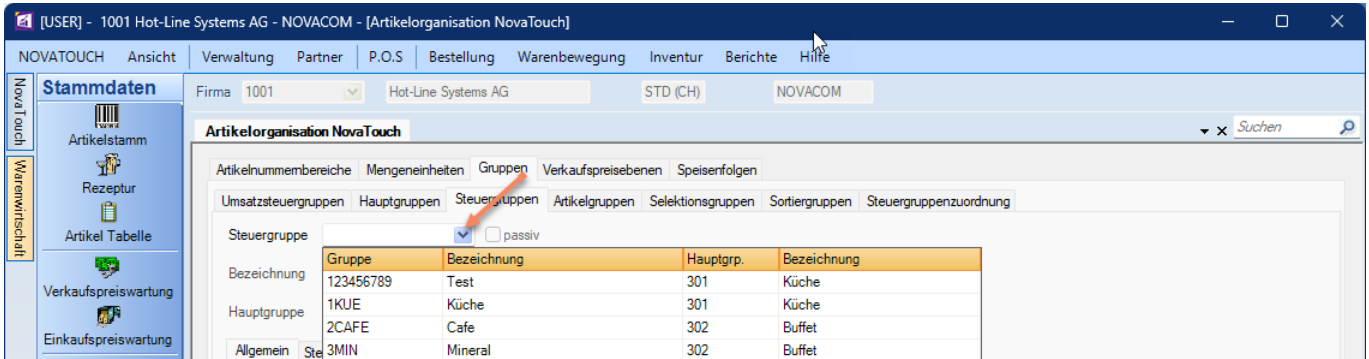 [USER] - 1001 Hot-Line Systems AG - NOVACOM - [Artikelorganisation NovaTouch]
NOVATOUCH Ansicht Verwaltung Partner P.O.S Bestellung Warenbewegung Inventur Berichte Hilfe
NovaTouch
Warenwirtschaft
Stammdaten
Artikelstamm
Rezeptur
Artikel Tabelle
Verkaufspreiswartung
Einkaufspreiswartung
Firma 1001 Hot-Line Systems AG STD (CH) NOVACOM
Artikelorganisation NovaTouch Suchen
Artikelnummernbereiche Mengeneinheiten Gruppen Verkaufspreisebenen Speisenfolgen
Umsatzsteuergruppen Hauptgruppen Steuergruppen Artikelgruppen Selektionsgruppen Sortiergruppen Steuergruppenzuordnung
Steuergruppe passiv
Bezeichnung
Hauptgruppe
Allgemein Ste
Gruppe Bezeichnung Hauptgrp. Bezeichnung
123456789 Test 301 Küche
1KUE Küche 301 Küche
2CAFE Cafe 302 Buffet
3MIN Mineral 302 Buffet